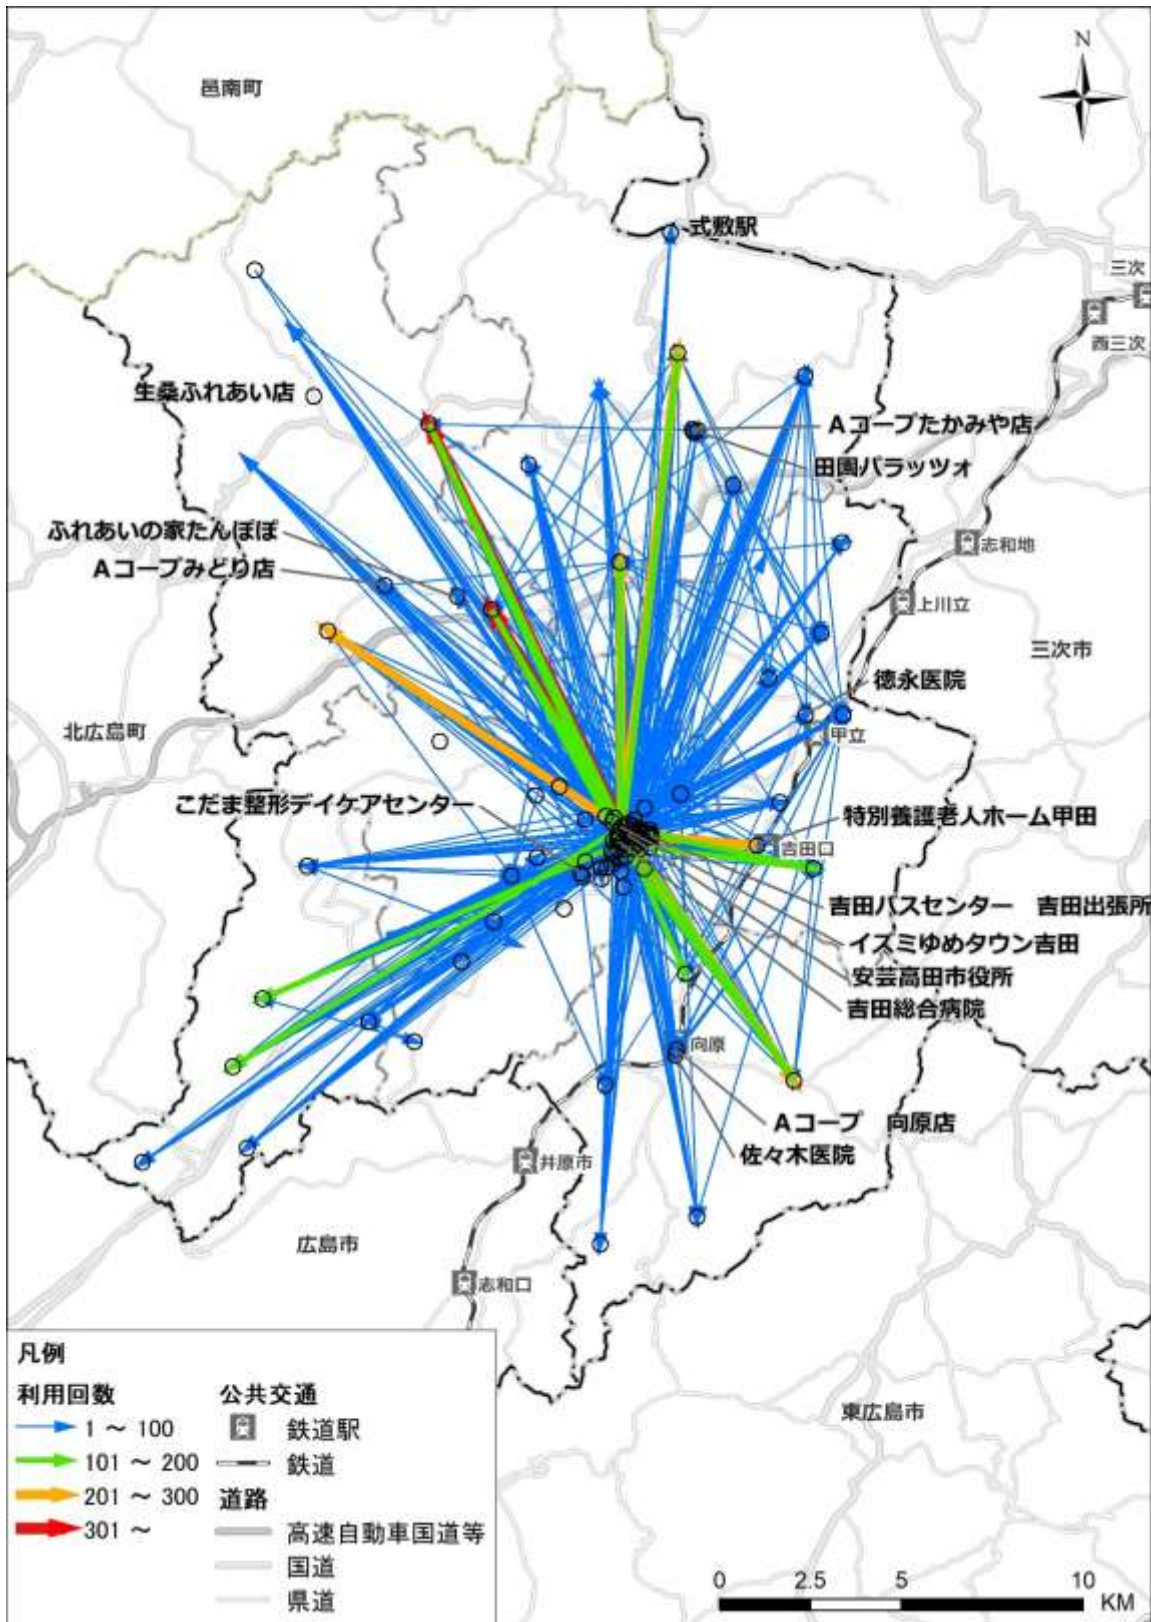 N
邑南町
式敷駅
三次
西三次
生桑ふれあい店
Aコープたかみや店
田園パラッツォ
ふれあいの家たんぽぽ
志和地
Aコープみどり店
上川立
三次市
徳永医院
北広島町
甲立
こだま整形デイケアセンター
特別養護老人ホーム甲田
吉田口
吉田バスセンター 吉田出張所
イズミゆめタウン吉田
安芸高田市役所
吉田総合病院
向原
Aコープ 向原店
佐々木医院
井原市
広島市
志和口
東広島市
凡例
利用回数
1 ～ 100
101 ～ 200
201 ～ 300
301 ～
公共交通
鉄道駅
鉄道
道路
高速自動車国道等
国道
県道
0 2.5 5 10
KM